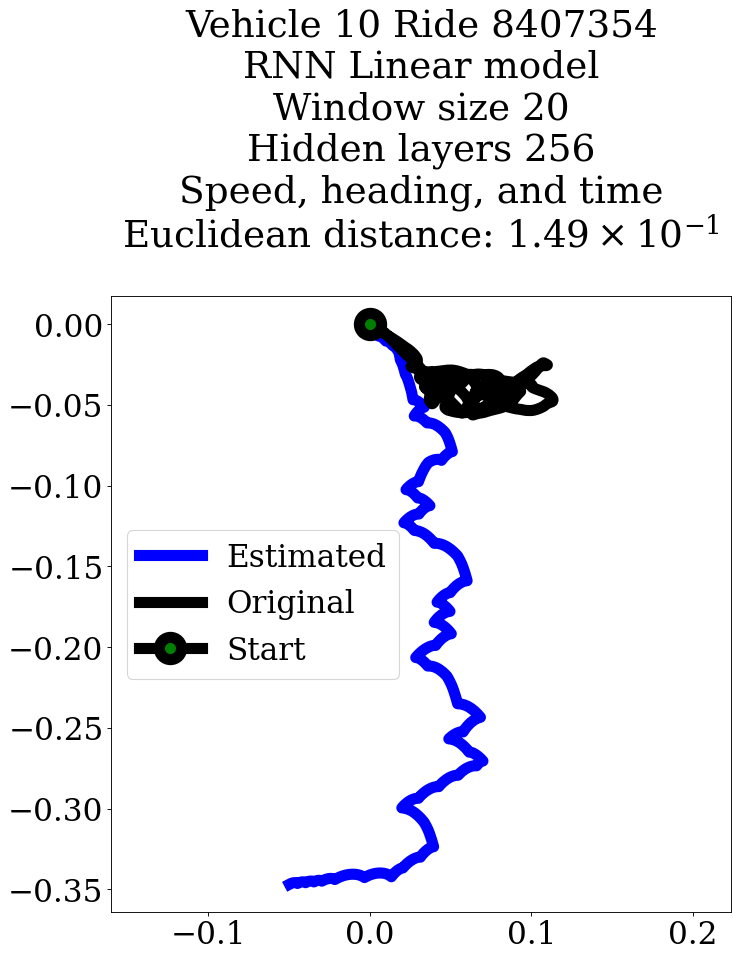 Vehicle 10 Ride 8407354
RNN Linear model
Window size 20
Hidden layers 256
Speed, heading, and time
Euclidean distance: 1.49 × 10⁻¹
0.00
−0.05
−0.10
−0.15
−0.20
−0.25
−0.30
−0.35
Estimated
Original
Start
−0.1
0.0
0.1
0.2